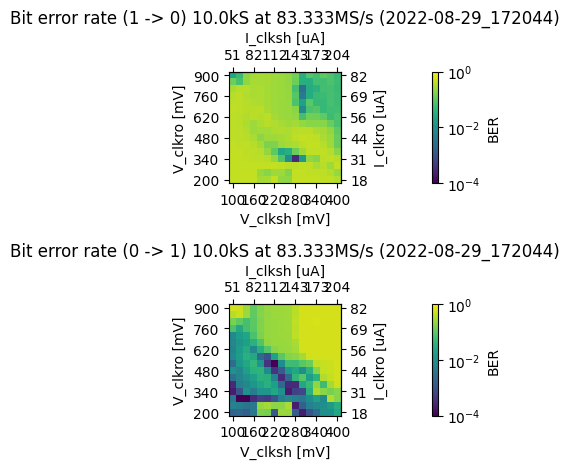 Bit error rate (1 -> 0) 10.0kS at 83.333MS/s (2022-08-29_172044)
I_clksh [uA]
51 82 112 143 173 204
V_clkro [mV]
900 760 620 480 340 200
82 69 56 44 31 18
I_clkro [uA]
100 160 220 280 340 400
V_clksh [mV]
10^0
10^-2
10^-4
BER
Bit error rate (0 -> 1) 10.0kS at 83.333MS/s (2022-08-29_172044)
I_clksh [uA]
51 82 112 143 173 204
V_clkro [mV]
900 760 620 480 340 200
82 69 56 44 31 18
I_clkro [uA]
100 160 220 280 340 400
V_clksh [mV]
10^0
10^-2
10^-4
BER